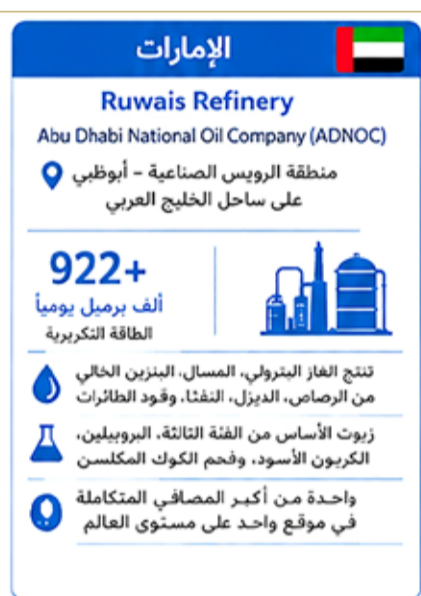 الإمارات
Ruwais Refinery
Abu Dhabi National Oil Company (ADNOC)
منطقة الرويس الصناعية – أبوظبي
على ساحل الخليج العربي
922+
ألف برميل يومياً
الطاقة التكريرية
تنتج الغاز البترولي، المسال، البنزين الخالي
من الرصاص، الديزل، النفثا، وقود الطائرات
زيوت الأساس من الفئة الثالثة، البروبيلين،
الكربون الأسود، وفحم الكوك المكلسن
واحدة من أكبر المصافي المتكاملة
في موقع واحد على مستوى العالم